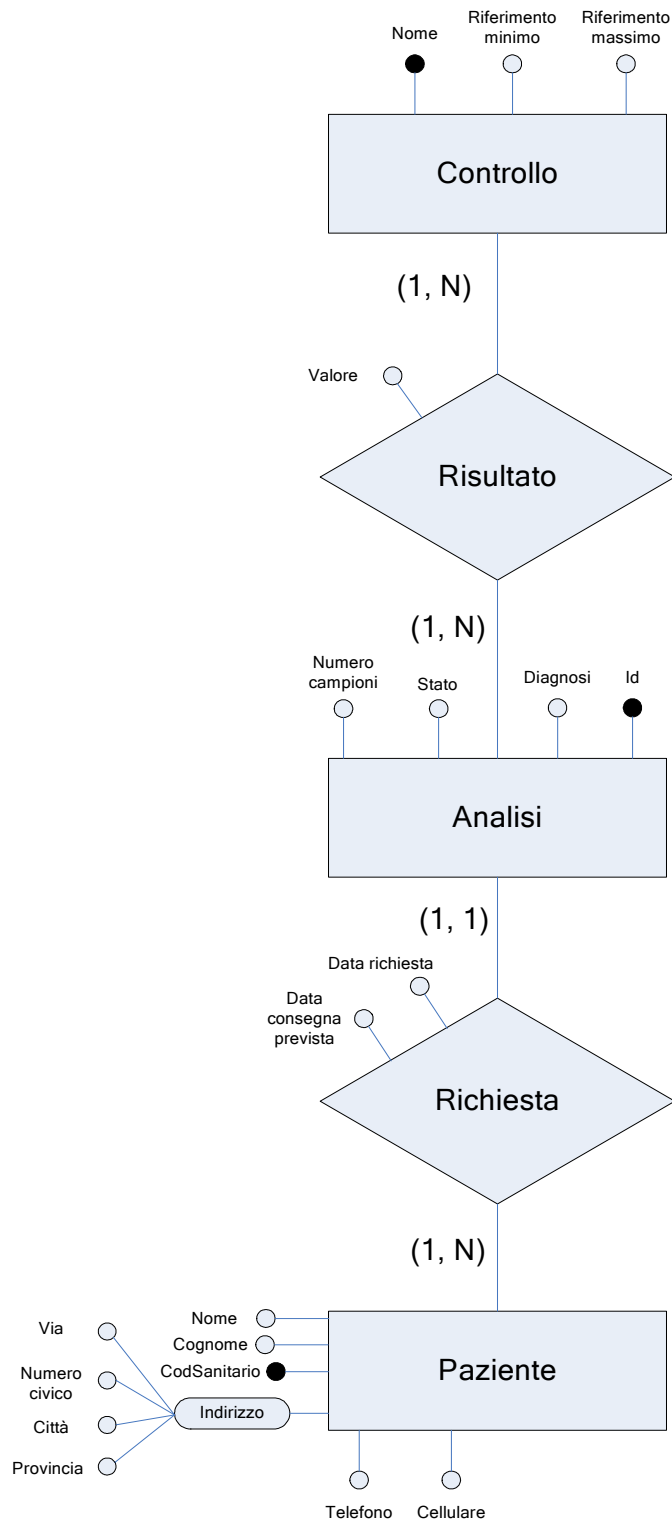 Nome
Riferimento
minimo
Riferimento
massimo
Controllo
(1, N)
Valore
Risultato
(1, N)
Numero
campioni
Stato
Diagnosi
Id
Analisi
(1, 1)
Data richiesta
Data
consegna
prevista
Richiesta
(1, N)
Nome
Cognome
CodSanitario
Indirizzo
Via
Numero
civico
Città
Provincia
Paziente
Telefono
Cellulare